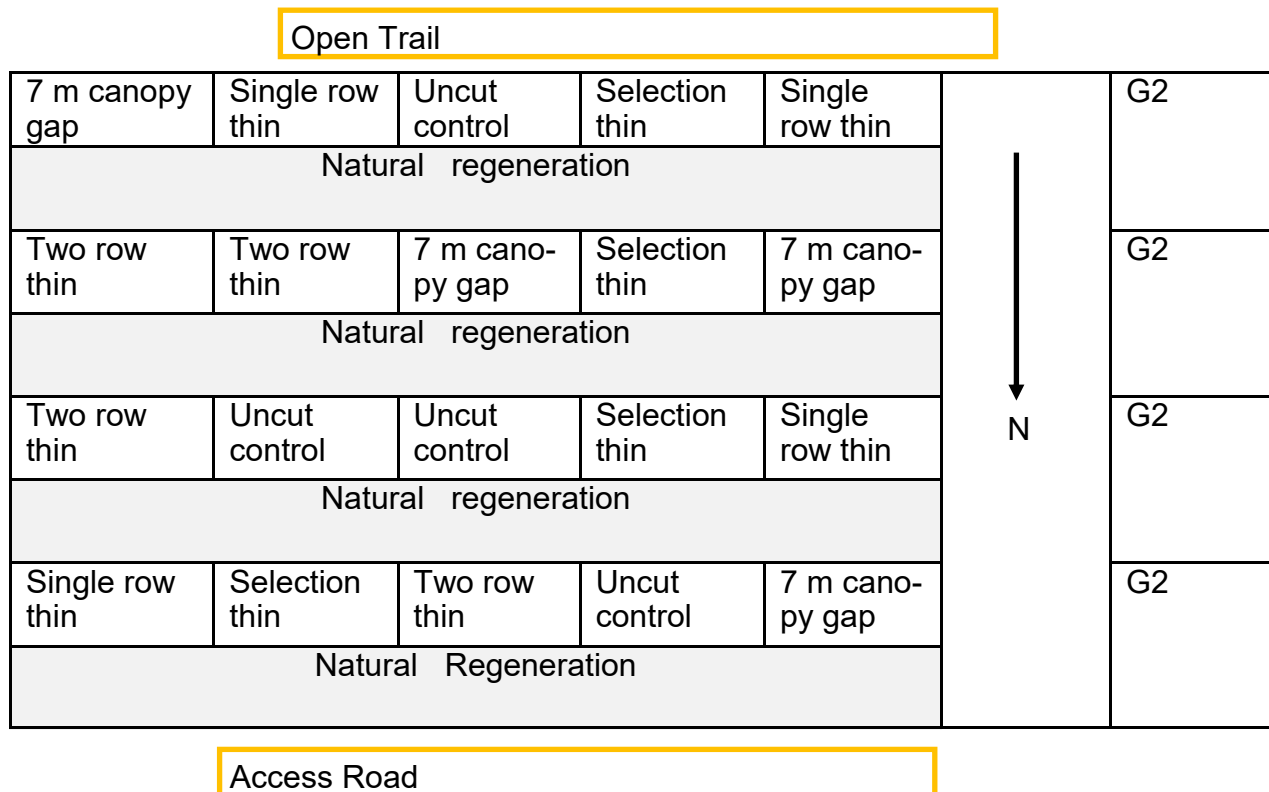 Open Trail
7 m canopy gap Single row thin Uncut control Selection thin Single row thin G2
Natural regeneration
Two row thin Two row thin 7 m cano-py gap Selection thin 7 m cano-py gap G2
Natural regeneration
Two row thin Uncut control Uncut control Selection thin Single row thin N G2
Natural regeneration
Single row thin Selection thin Two row thin Uncut control 7 m cano-py gap G2
Natural Regeneration
Access Road